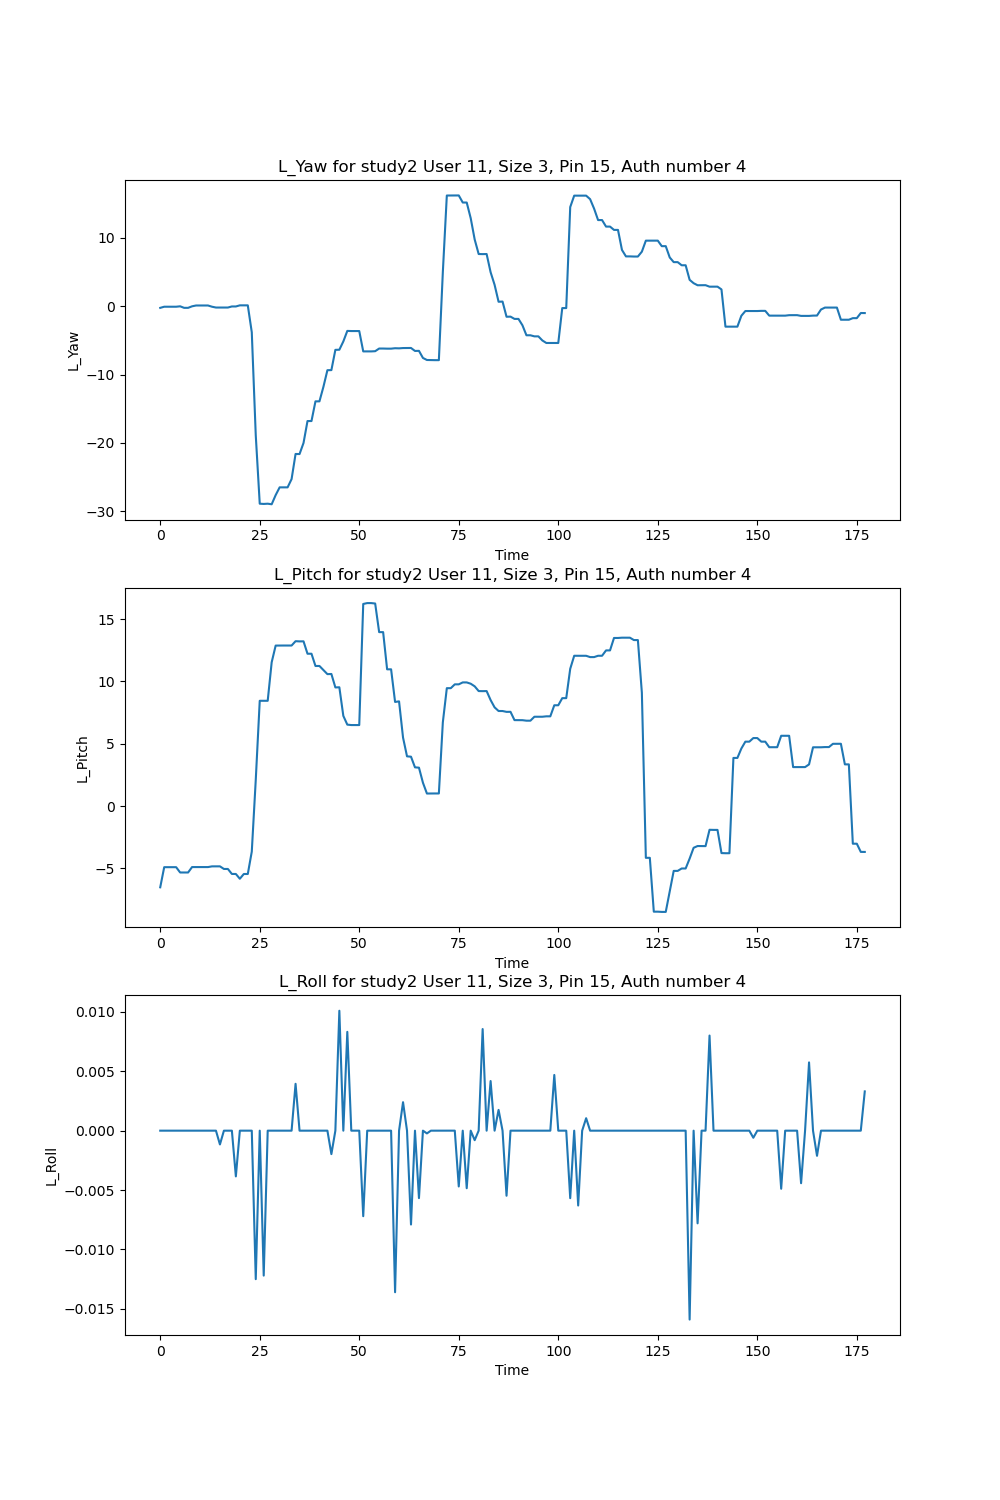 L_Yaw for study2 User 11, Size 3, Pin 15, Auth number 4
10
0
−10
−20
−30
L_Yaw
0 25 50 75 100 125 150 175
Time
L_Pitch for study2 User 11, Size 3, Pin 15, Auth number 4
15
10
5
0
−5
L_Pitch
0 25 50 75 100 125 150 175
Time
L_Roll for study2 User 11, Size 3, Pin 15, Auth number 4
0.010
0.005
0.000
−0.005
−0.010
−0.015
L_Roll
0 25 50 75 100 125 150 175
Time